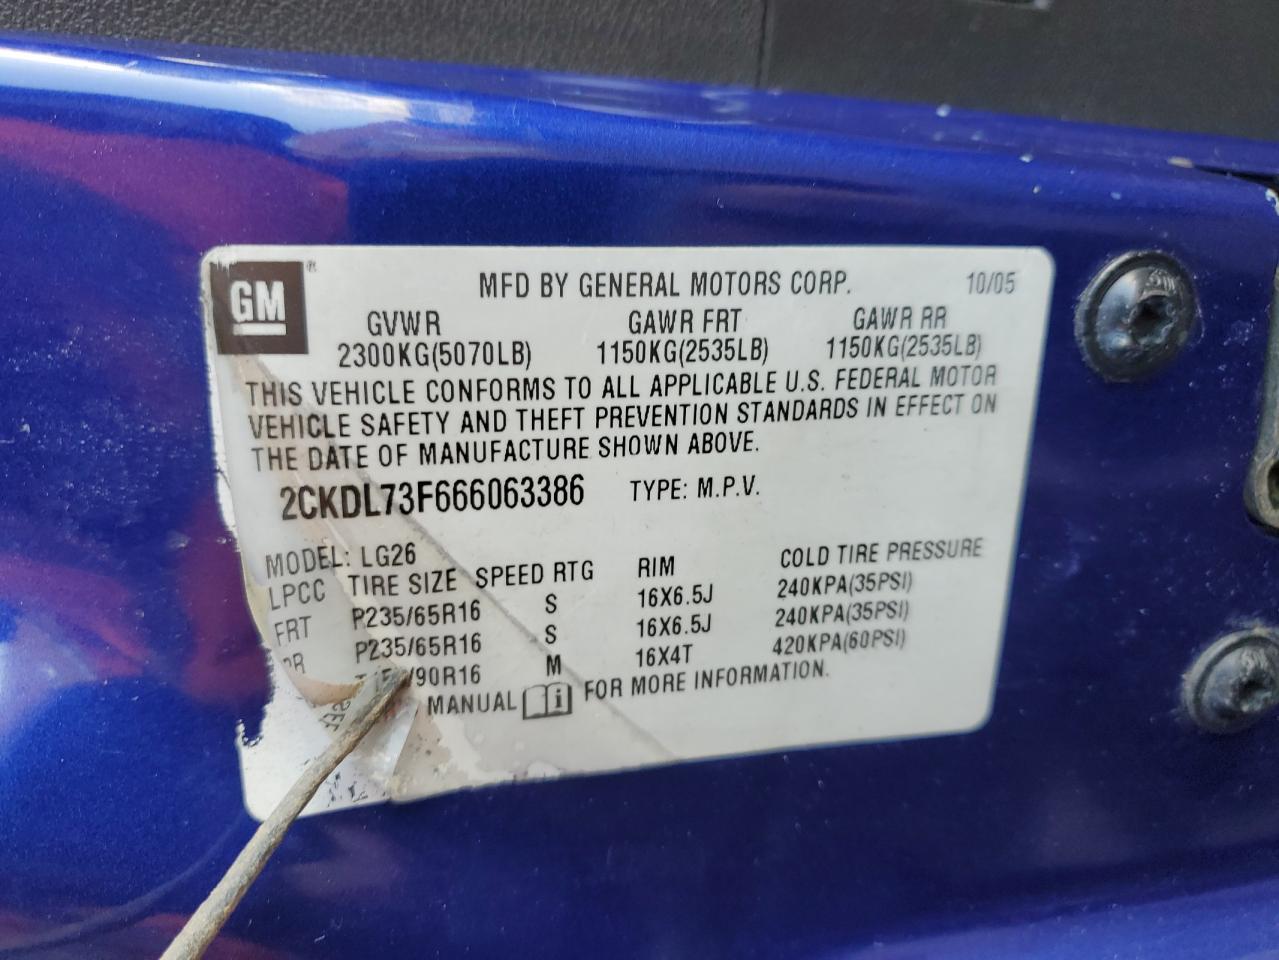 GM ®
MFD BY GENERAL MOTORS CORP. 10/05
GVWR GAWR FRT GAWR RR
2300KG(5070LB) 1150KG(2535LB) 1150KG(2535LB)
THIS VEHICLE CONFORMS TO ALL APPLICABLE U.S. FEDERAL MOTOR
VEHICLE SAFETY AND THEFT PREVENTION STANDARDS IN EFFECT ON
THE DATE OF MANUFACTURE SHOWN ABOVE.
2CKDL73F666063386 TYPE: M.P.V.
MODEL: LG26
LPCC TIRE SIZE SPEED RTG RIM COLD TIRE PRESSURE
FRT P235/65R16 S 16X6.5J 240KPA(35PSI)
RR P235/65R16 S 16X6.5J 240KPA(35PSI)
/90R16 M 16X4T 420KPA(60PSI)
SEE MANUAL i FOR MORE INFORMATION.